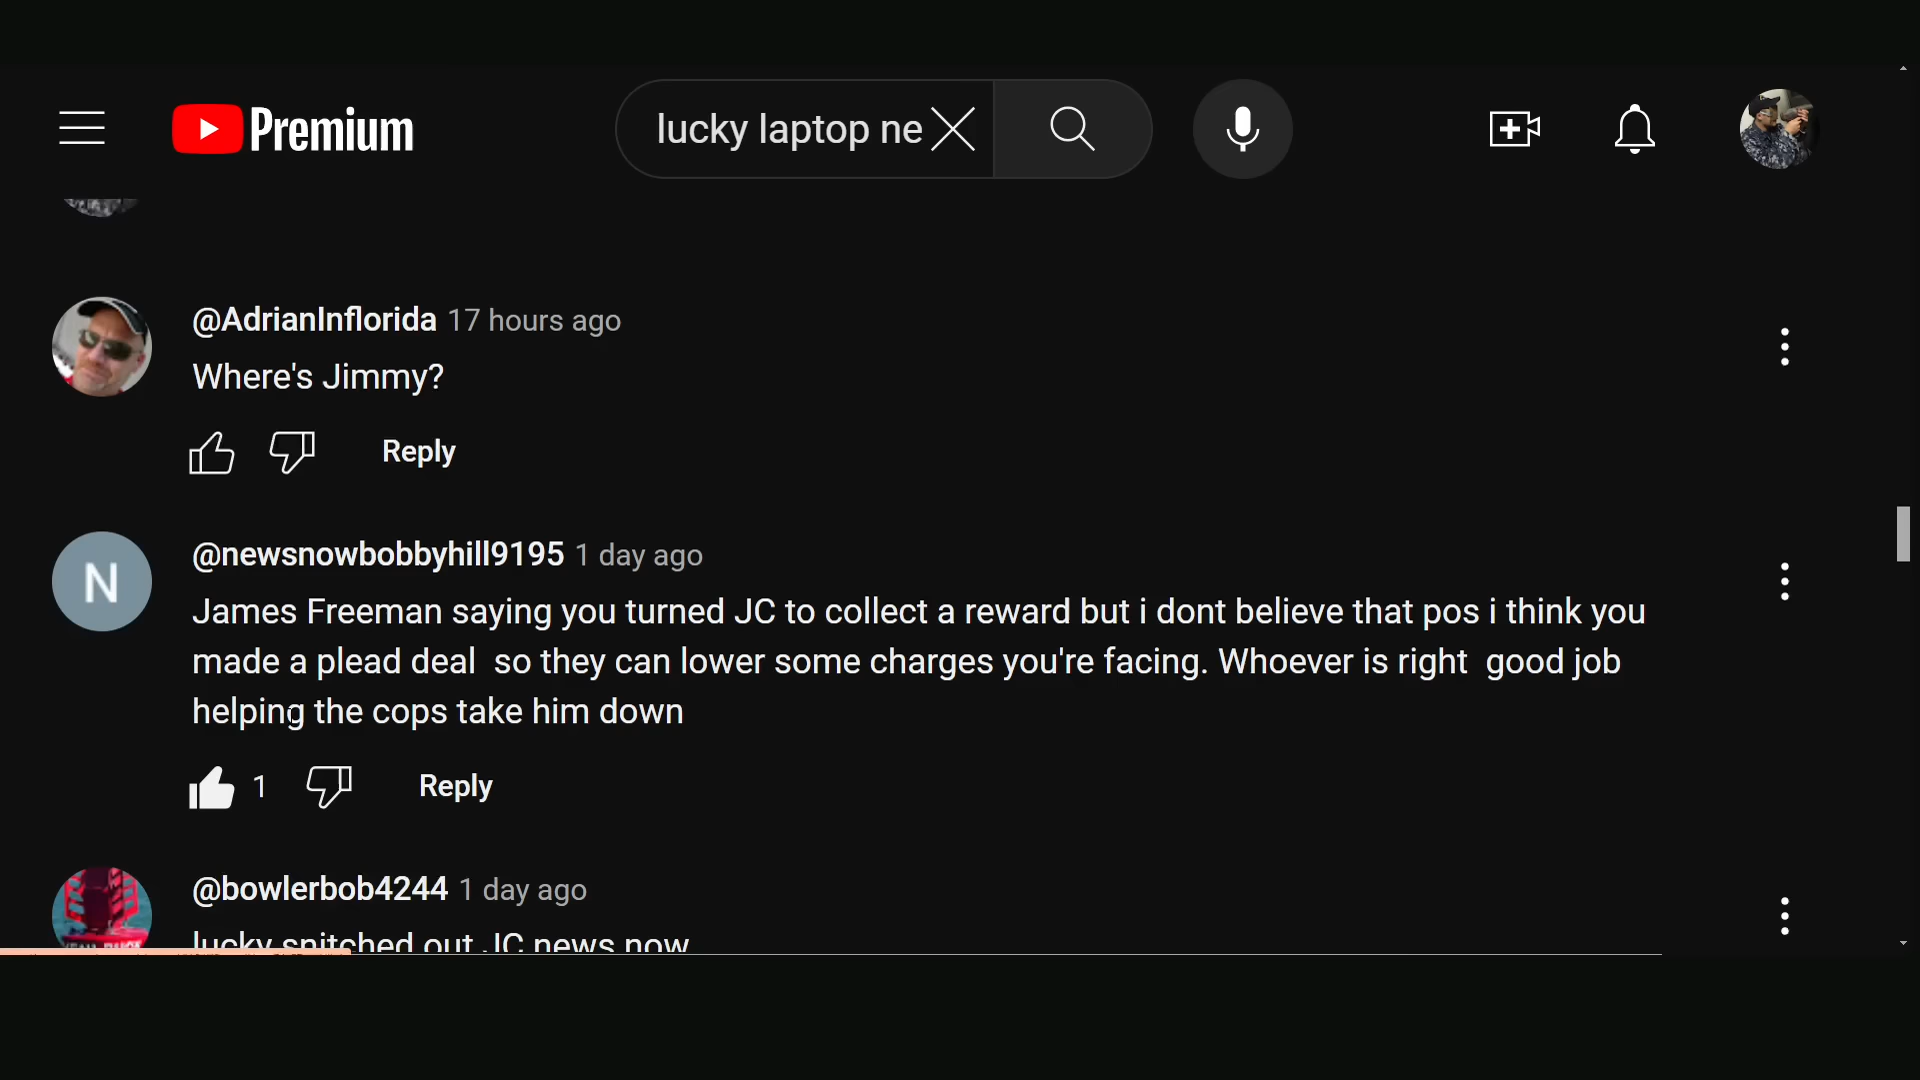 Premium
lucky laptop ne
@AdrianInflorida 17 hours ago
Where's Jimmy?
Reply
N
@newsnowbobbyhill9195 1 day ago
James Freeman saying you turned JC to collect a reward but i dont believe that pos i think you
made a plead deal  so they can lower some charges you're facing. Whoever is right  good job
helping the cops take him down
1
Reply
@bowlerbob4244 1 day ago
lucky snitched out JC news now